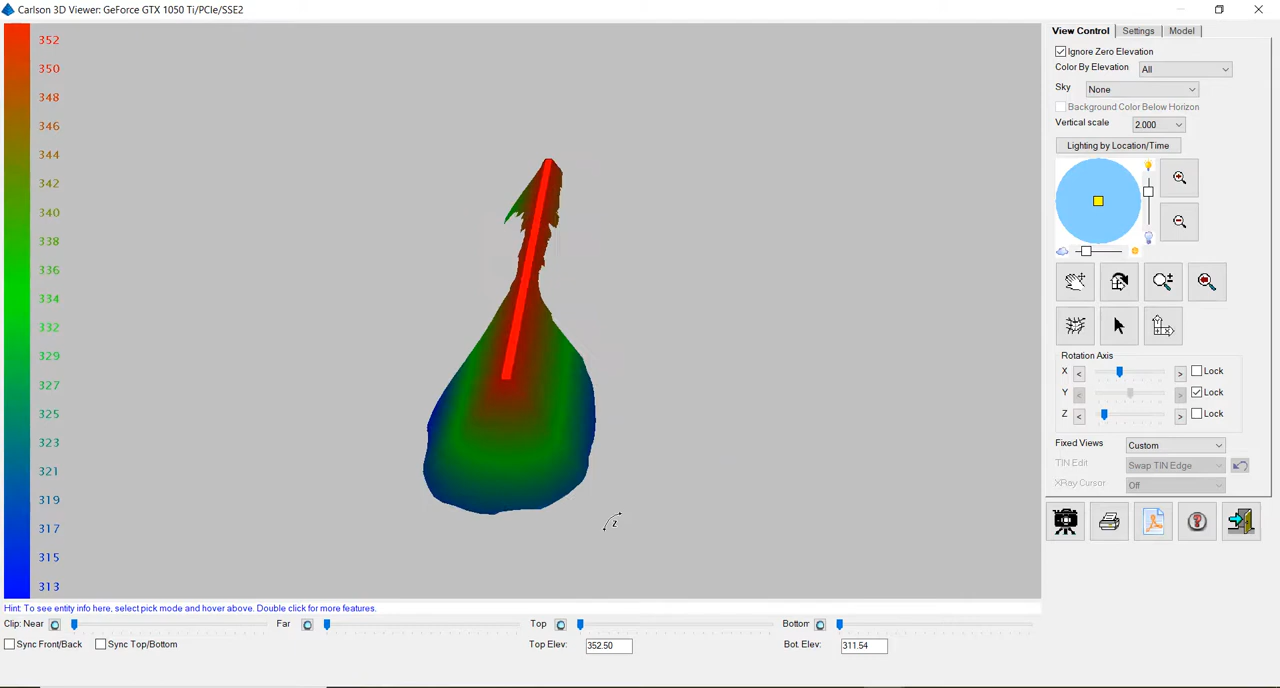 Carlson 3D Viewer: GeForce GTX 1050 Ti/PCIe/SSE2
352
350
348
346
344
342
340
338
336
334
332
329
327
325
323
321
319
317
315
313
View Control Settings Model
Ignore Zero Elevation
Color By Elevation All
Sky None
Background Color Below Horizon
Vertical scale 2.000
Lighting by Location/Time
Rotation Axis
X < > Lock
Y < > Lock
Z < > Lock
Fixed Views Custom
TIN Edit Swap TIN Edge
XRay Cursor Off
Hint: To see entity info here, select pick mode and hover above. Double click for more features.
Clip: Near Far Top Bottom
Sync Front/Back Sync Top/Bottom Top Elev: 352.50 Bot. Elev: 311.54